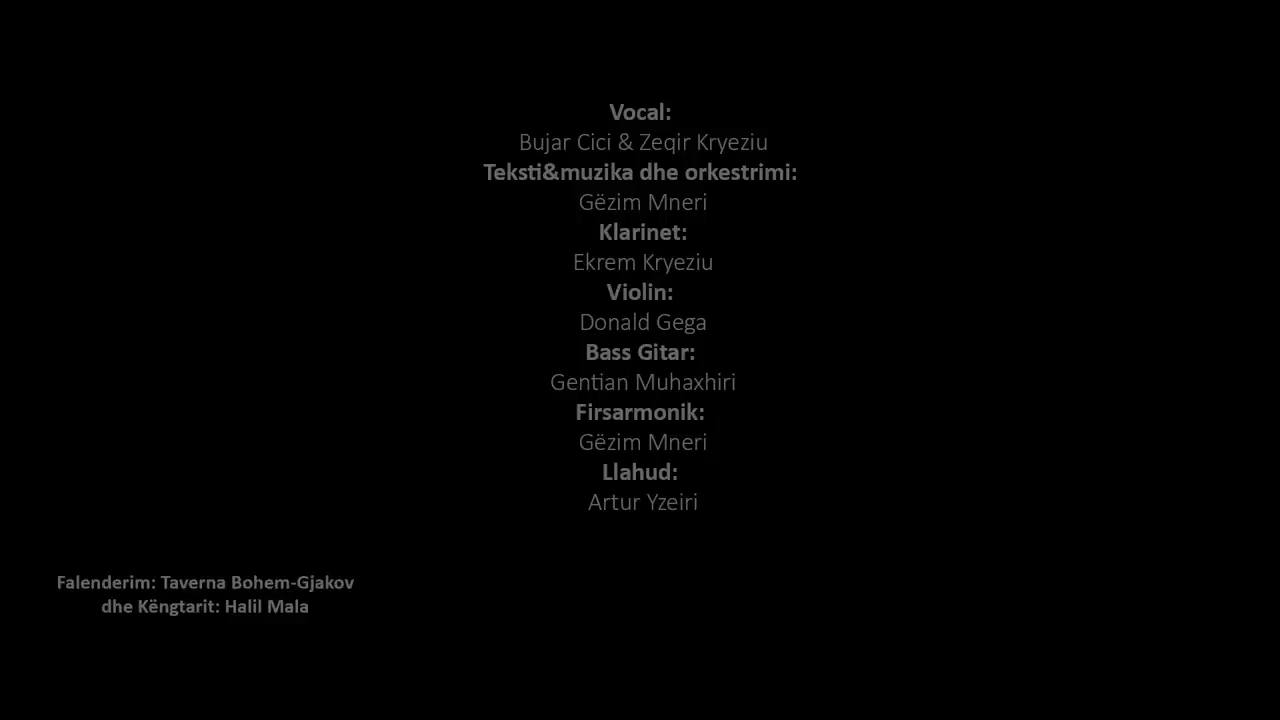 Vocal:
Bujar Cici & Zeqir Kryeziu
Teksti&muzika dhe orkestrimi:
Gëzim Mneri
Klarinet:
Ekrem Kryeziu
Violin:
Donald Gega
Bass Gitar:
Gentian Muhaxhiri
Firsarmonik:
Gëzim Mneri
Llahud:
Artur Yzeiri
Falenderim: Taverna Bohem-Gjakov
dhe Këngtarit: Halil Mala